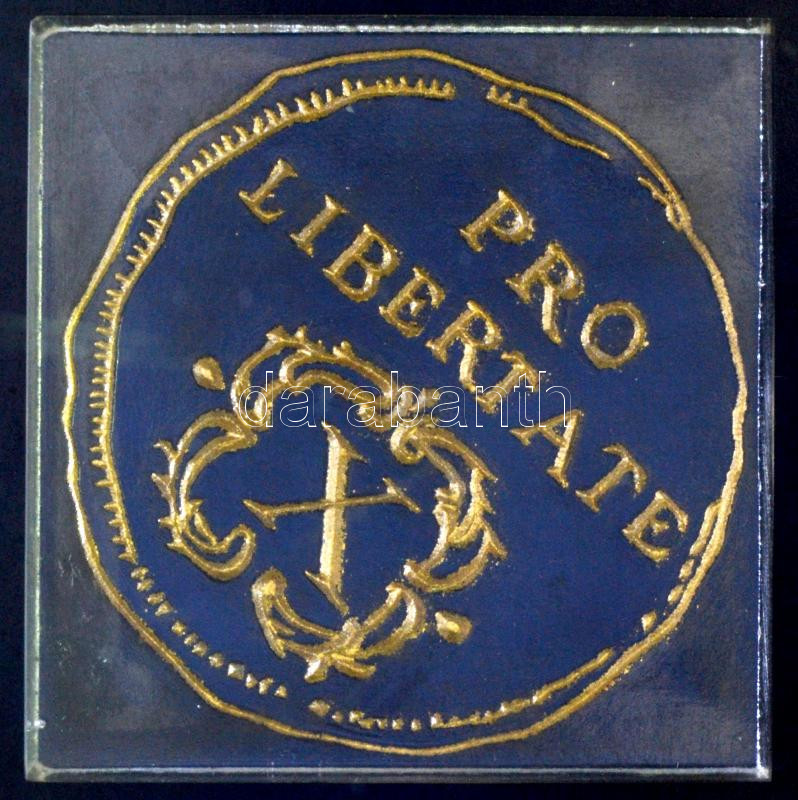 PRO
LIBERTATE
X
darabanth